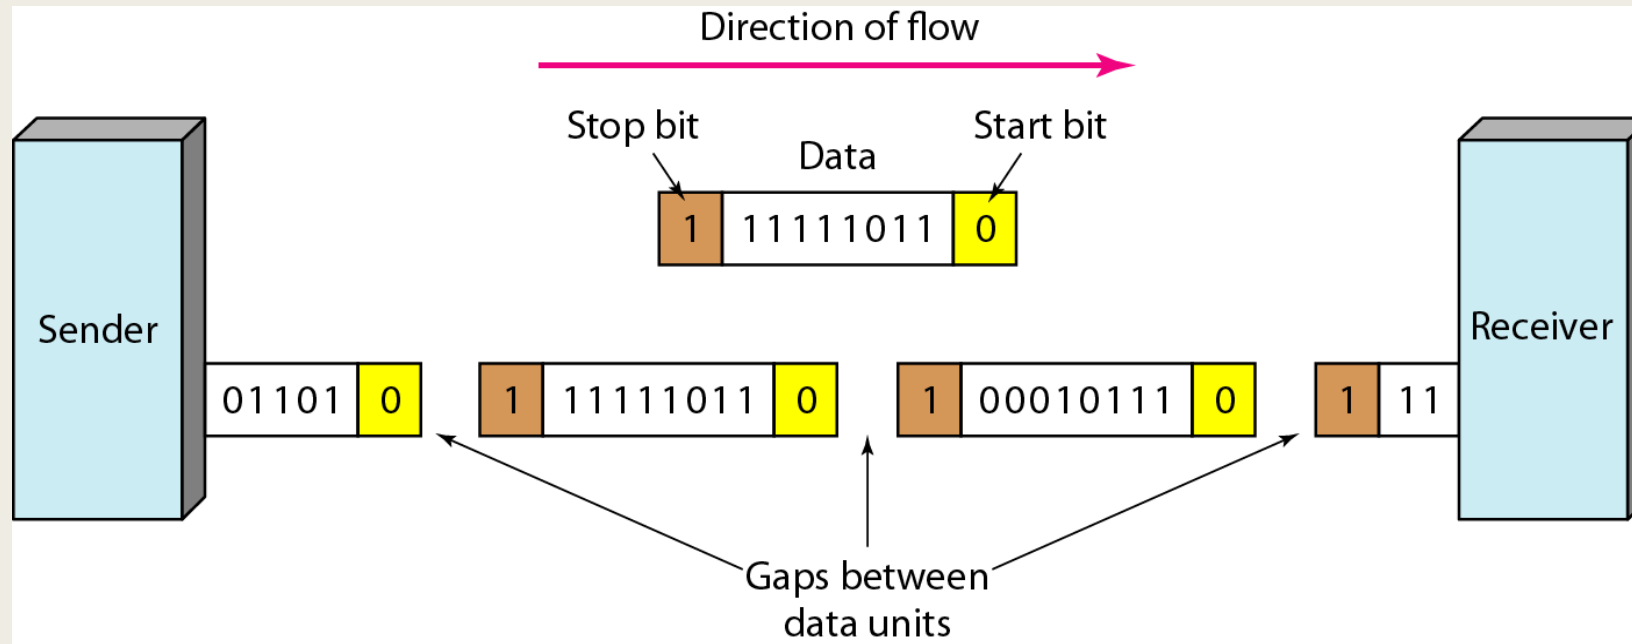 Direction of flow
Stop bit
Start bit
Data
1 11111011 0
Sender
Receiver
01101 0 1 11111011 0 1 00010111 0 1 11
Gaps between
data units